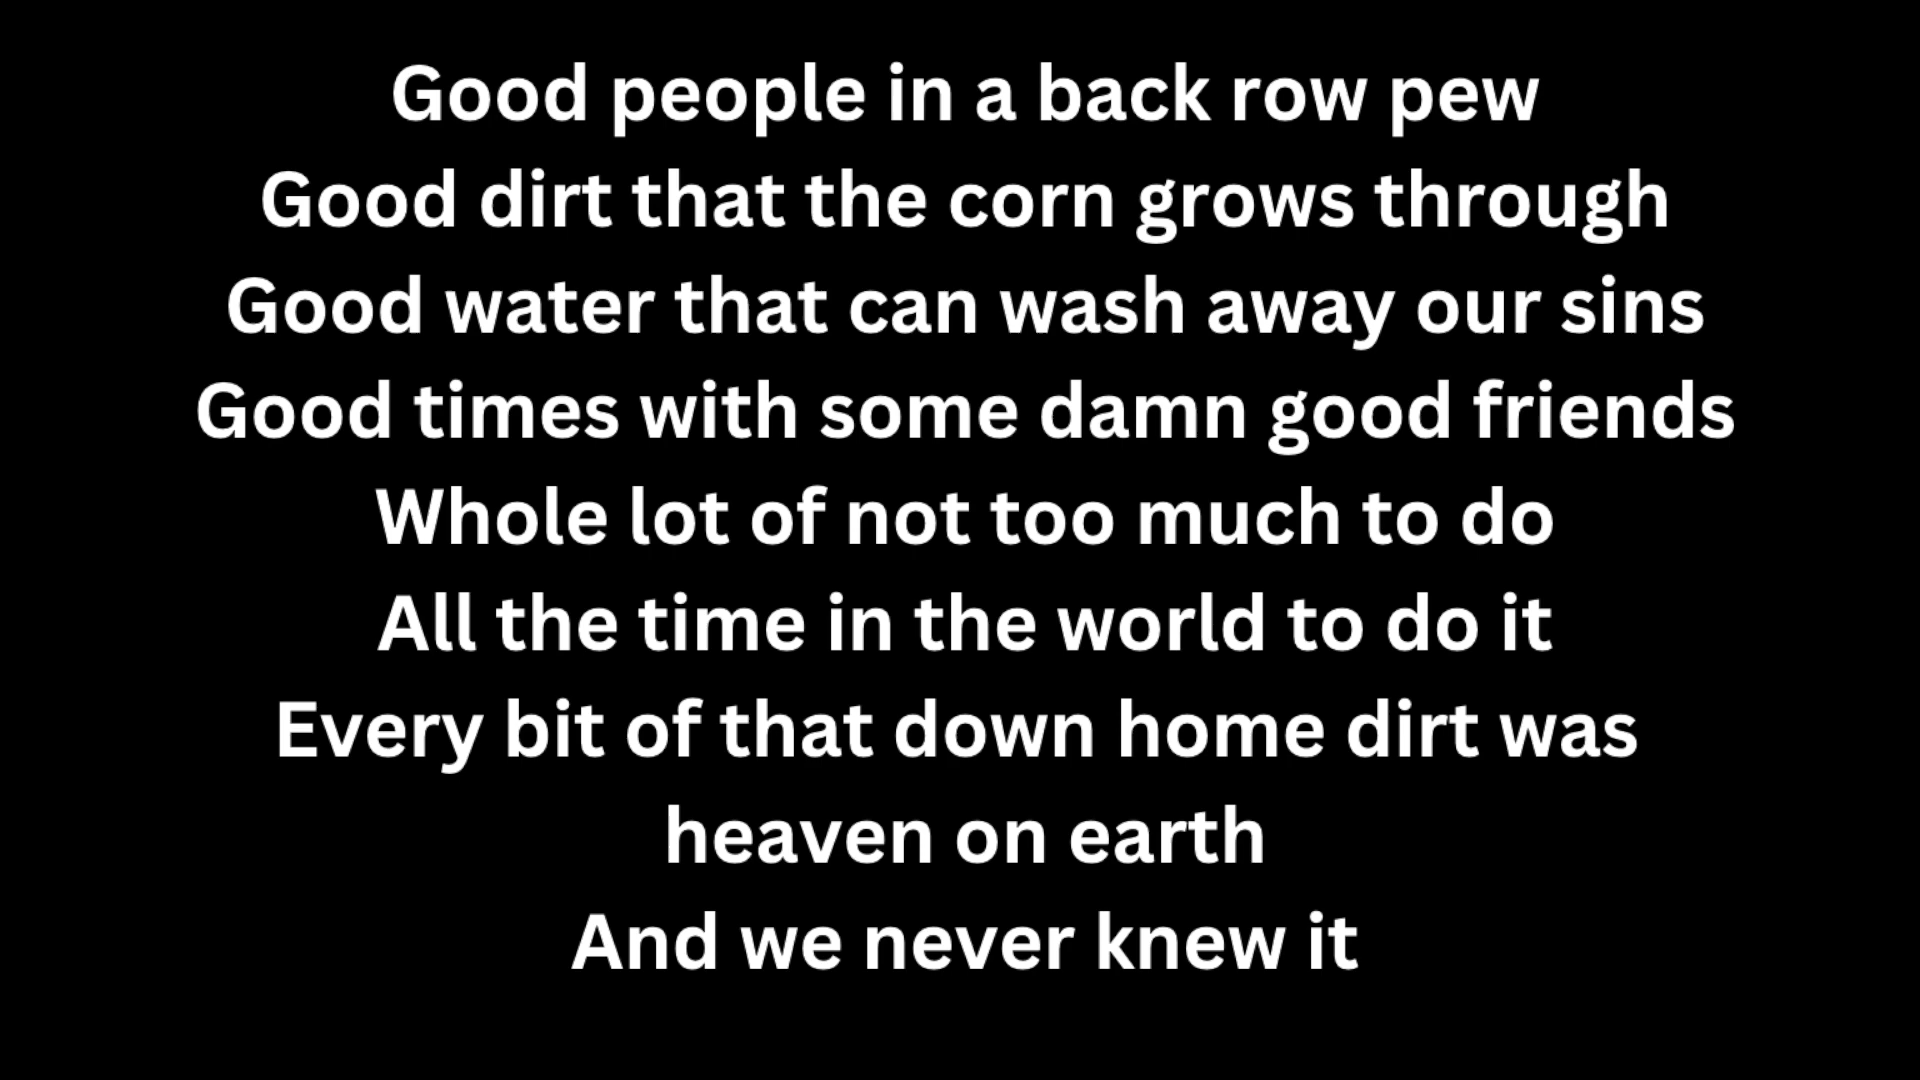 Good people in a back row pew
Good dirt that the corn grows through
Good water that can wash away our sins
Good times with some damn good friends
Whole lot of not too much to do
All the time in the world to do it
Every bit of that down home dirt was
heaven on earth
And we never knew it